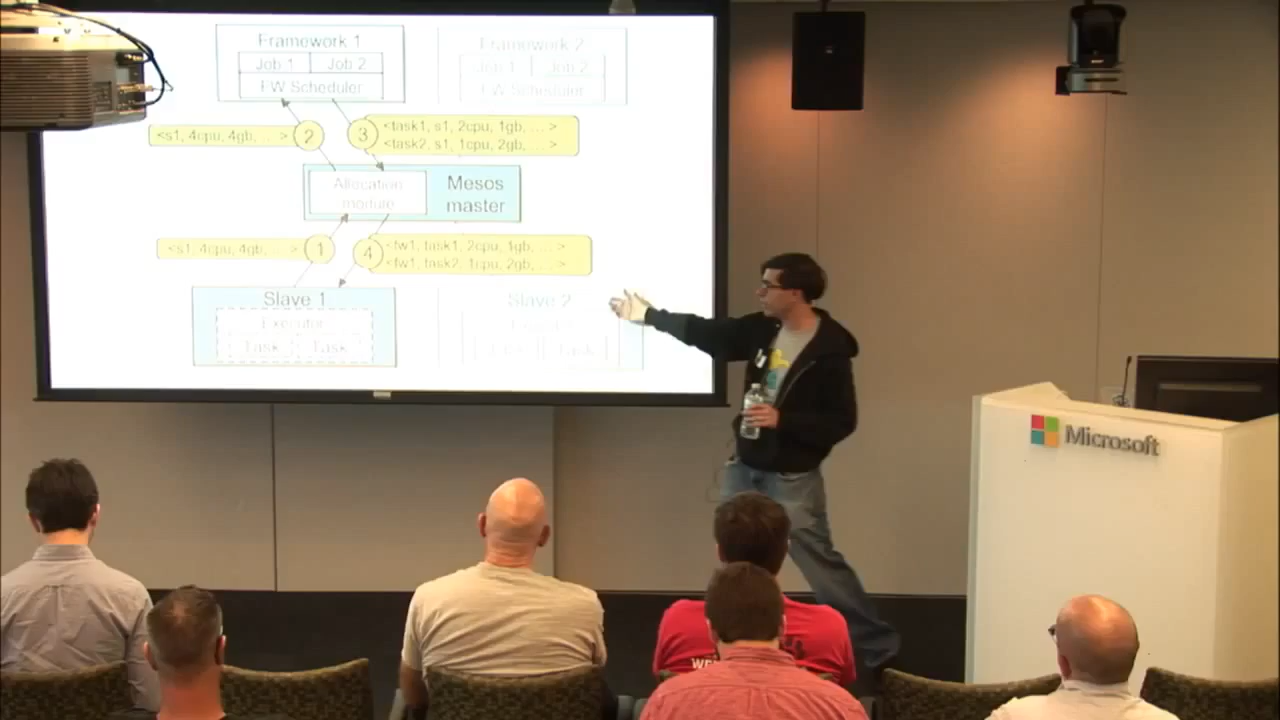 Framework 1
Job 1 Job 2
FW Scheduler
Framework 2
Job 1 Job 2
FW Scheduler
<s1, 4cpu, 4gb, ... >
2
3
<task1, s1, 2cpu, 1gb, ... >
<task2, s1, 1cpu, 2gb, ... >
Allocation
module
Mesos
master
<s1, 4cpu, 4gb, ... >
1
4
<fw1, task1, 2cpu, 1gb, ... >
<fw1, task2, 1cpu, 2gb, ... >
Slave 1
Executor
Task Task
Slave 2
Task
Microsoft